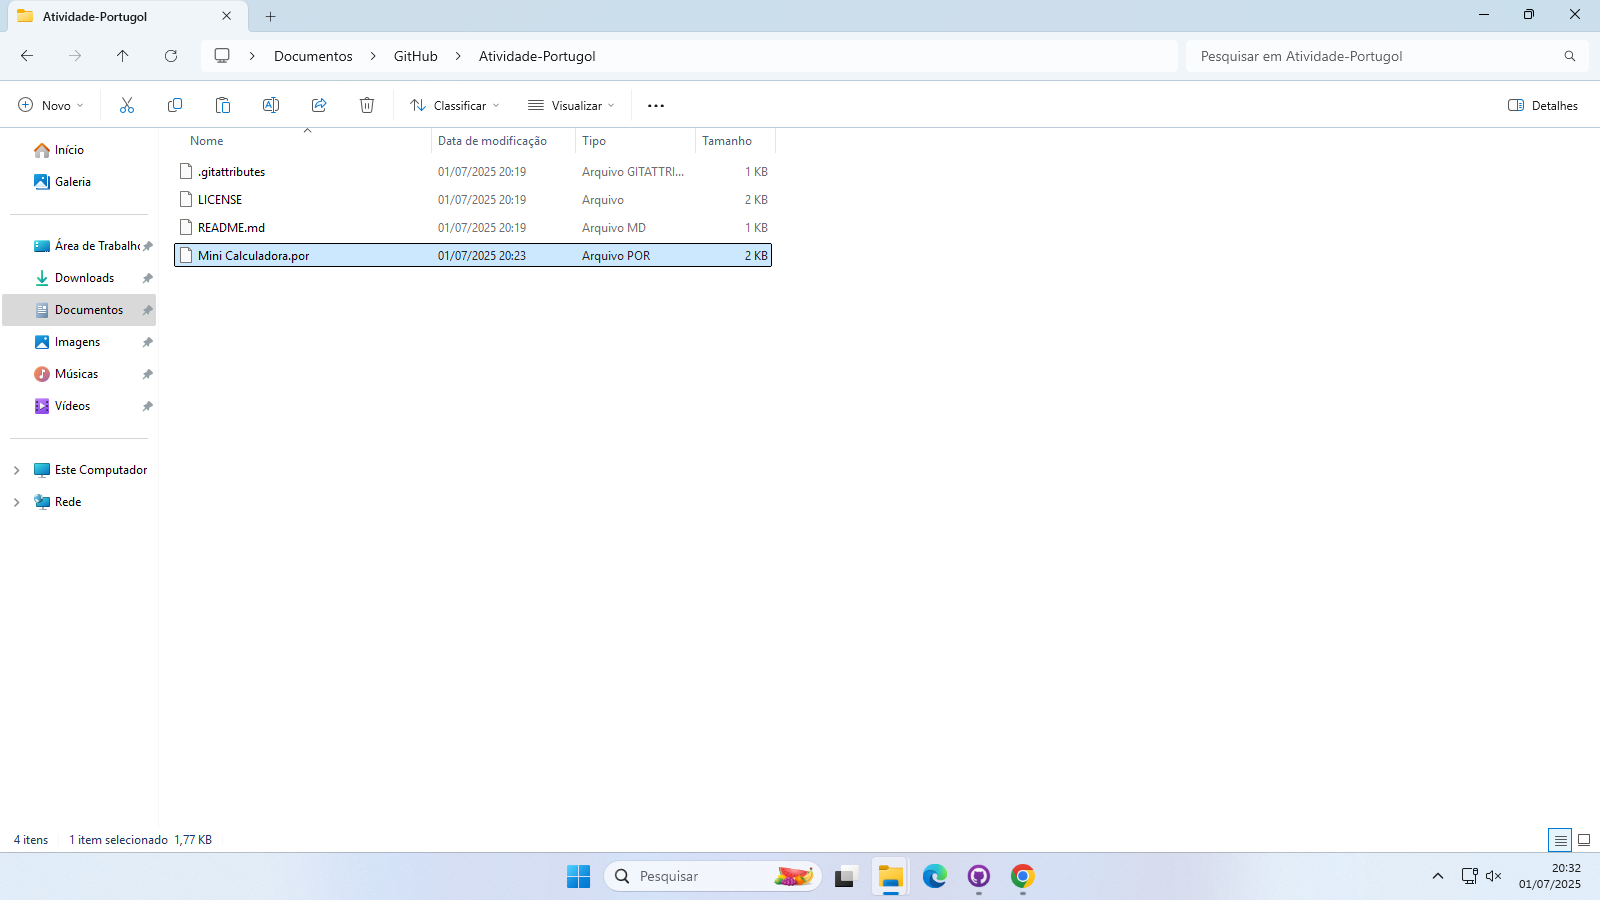 Atividade-Portugol
Documentos
GitHub
Atividade-Portugol
Pesquisar em Atividade-Portugol
Novo
Classificar
Visualizar
Detalhes
Nome
Data de modificação
Tipo
Tamanho
.gitattributes
01/07/2025 20:19
Arquivo GITATTRI...
1 KB
LICENSE
01/07/2025 20:19
Arquivo
2 KB
README.md
01/07/2025 20:19
Arquivo MD
1 KB
Mini Calculadora.por
01/07/2025 20:23
Arquivo POR
2 KB
Início
Galeria
Área de Trabalho
Downloads
Documentos
Imagens
Músicas
Vídeos
Este Computador
Rede
4 itens
1 item selecionado 1,77 KB
Pesquisar
20:32
01/07/2025